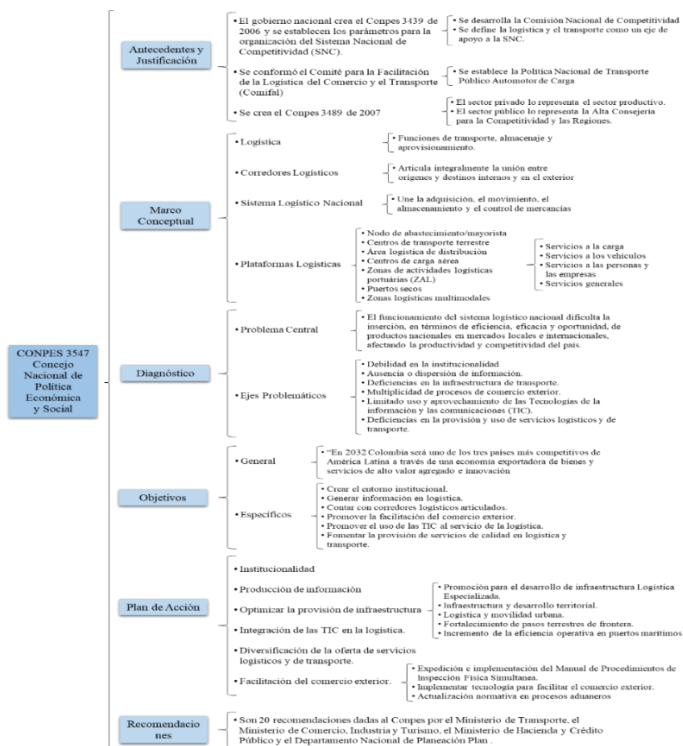 CONPES 3547
Concejo
Nacional de
Política
Económica
y Social
Antecedentes y
Justificación
• El gobierno nacional crea el Conpes 3439 de
2006 y se establecen los parámetros para la
organización del Sistema Nacional de
Competitividad (SNC).
• Se desarrolla la Comisión Nacional de Competitividad
• Se define la logística y el transporte como un eje de
apoyo a la SNC.
• Se conformó el Comité para la Facilitación
de la Logística del Comercio y el Transporte
(Comifal)
• Se establece la Política Nacional de Transporte
Público Automotor de Carga
• Se crea el Conpes 3489 de 2007
• El sector privado lo representa el sector productivo.
• El sector público lo representa la Alta Consejería
para la Competitividad y las Regiones.
Marco
Conceptual
• Logística
• Funciones de transporte, almacenaje y
aprovisionamiento.
• Corredores Logísticos
• Articula integralmente la unión entre
orígenes y destinos internos y en el exterior
• Sistema Logístico Nacional
• Une la adquisición, el movimiento, el
almacenamiento y el control de mercancías
• Plataformas Logísticas
• Nodo de abastecimiento/mayorista
• Centros de transporte terrestre
• Área logística de distribución
• Centros de carga aérea
• Zonas de actividades logísticas
portuarias (ZAL)
• Puertos secos
• Zonas logísticas multimodales
• Servicios a la carga
• Servicios a los vehículos
• Servicios a las personas y
las empresas
• Servicios generales
Diagnóstico
• Problema Central
• El funcionamiento del sistema logístico nacional dificulta la
inserción, en términos de eficiencia, eficacia y oportunidad, de
productos nacionales en mercados locales e internacionales,
afectando la productividad y competitividad del país.
• Ejes Problemáticos
• Debilidad en la institucionalidad
• Ausencia o dispersión de información.
• Deficiencias en la infraestructura de transporte.
• Multiplicidad de procesos de comercio exterior.
• Limitado uso y aprovechamiento de las Tecnologías de la
información y las comunicaciones (TIC).
• Deficiencias en la provisión y uso de servicios logísticos y de
transporte.
Objetivos
• General
• “En 2032 Colombia será uno de los tres países más competitivos de
América Latina a través de una economía exportadora de bienes y
servicios de alto valor agregado e innovación
• Específicos
• Crear el entorno institucional.
• Generar información en logística.
• Contar con corredores logísticos articulados.
• Promover la facilitación del comercio exterior.
• Promover el uso de las TIC al servicio de la logística.
• Fomentar la provisión de servicios de calidad en logística y
transporte.
Plan de Acción
• Institucionalidad
• Producción de información
• Optimizar la provisión de infraestructura
• Promoción para el desarrollo de infraestructura Logística
Especializada.
• Infraestructura y desarrollo territorial.
• Logística y movilidad urbana.
• Fortalecimiento de pasos terrestres de frontera.
• Incremento de la eficiencia operativa en puertos marítimos
• Integración de las TIC en la logística.
• Diversificación de la oferta de servicios
logísticos y de transporte.
• Facilitación del comercio exterior.
• Expedición e implementación del Manual de Procedimientos de
Inspección Física Simultanea.
• Implementar tecnología para facilitar el comercio exterior.
• Actualización normativa en procesos aduaneros
Recomendacio
nes
• Son 20 recomendaciones dadas al Conpes por el Ministerio de Transporte, el
Ministerio de Comercio, Industria y Turismo, el Ministerio de Hacienda y Crédito
Público y el Departamento Nacional de Planeación Plan .